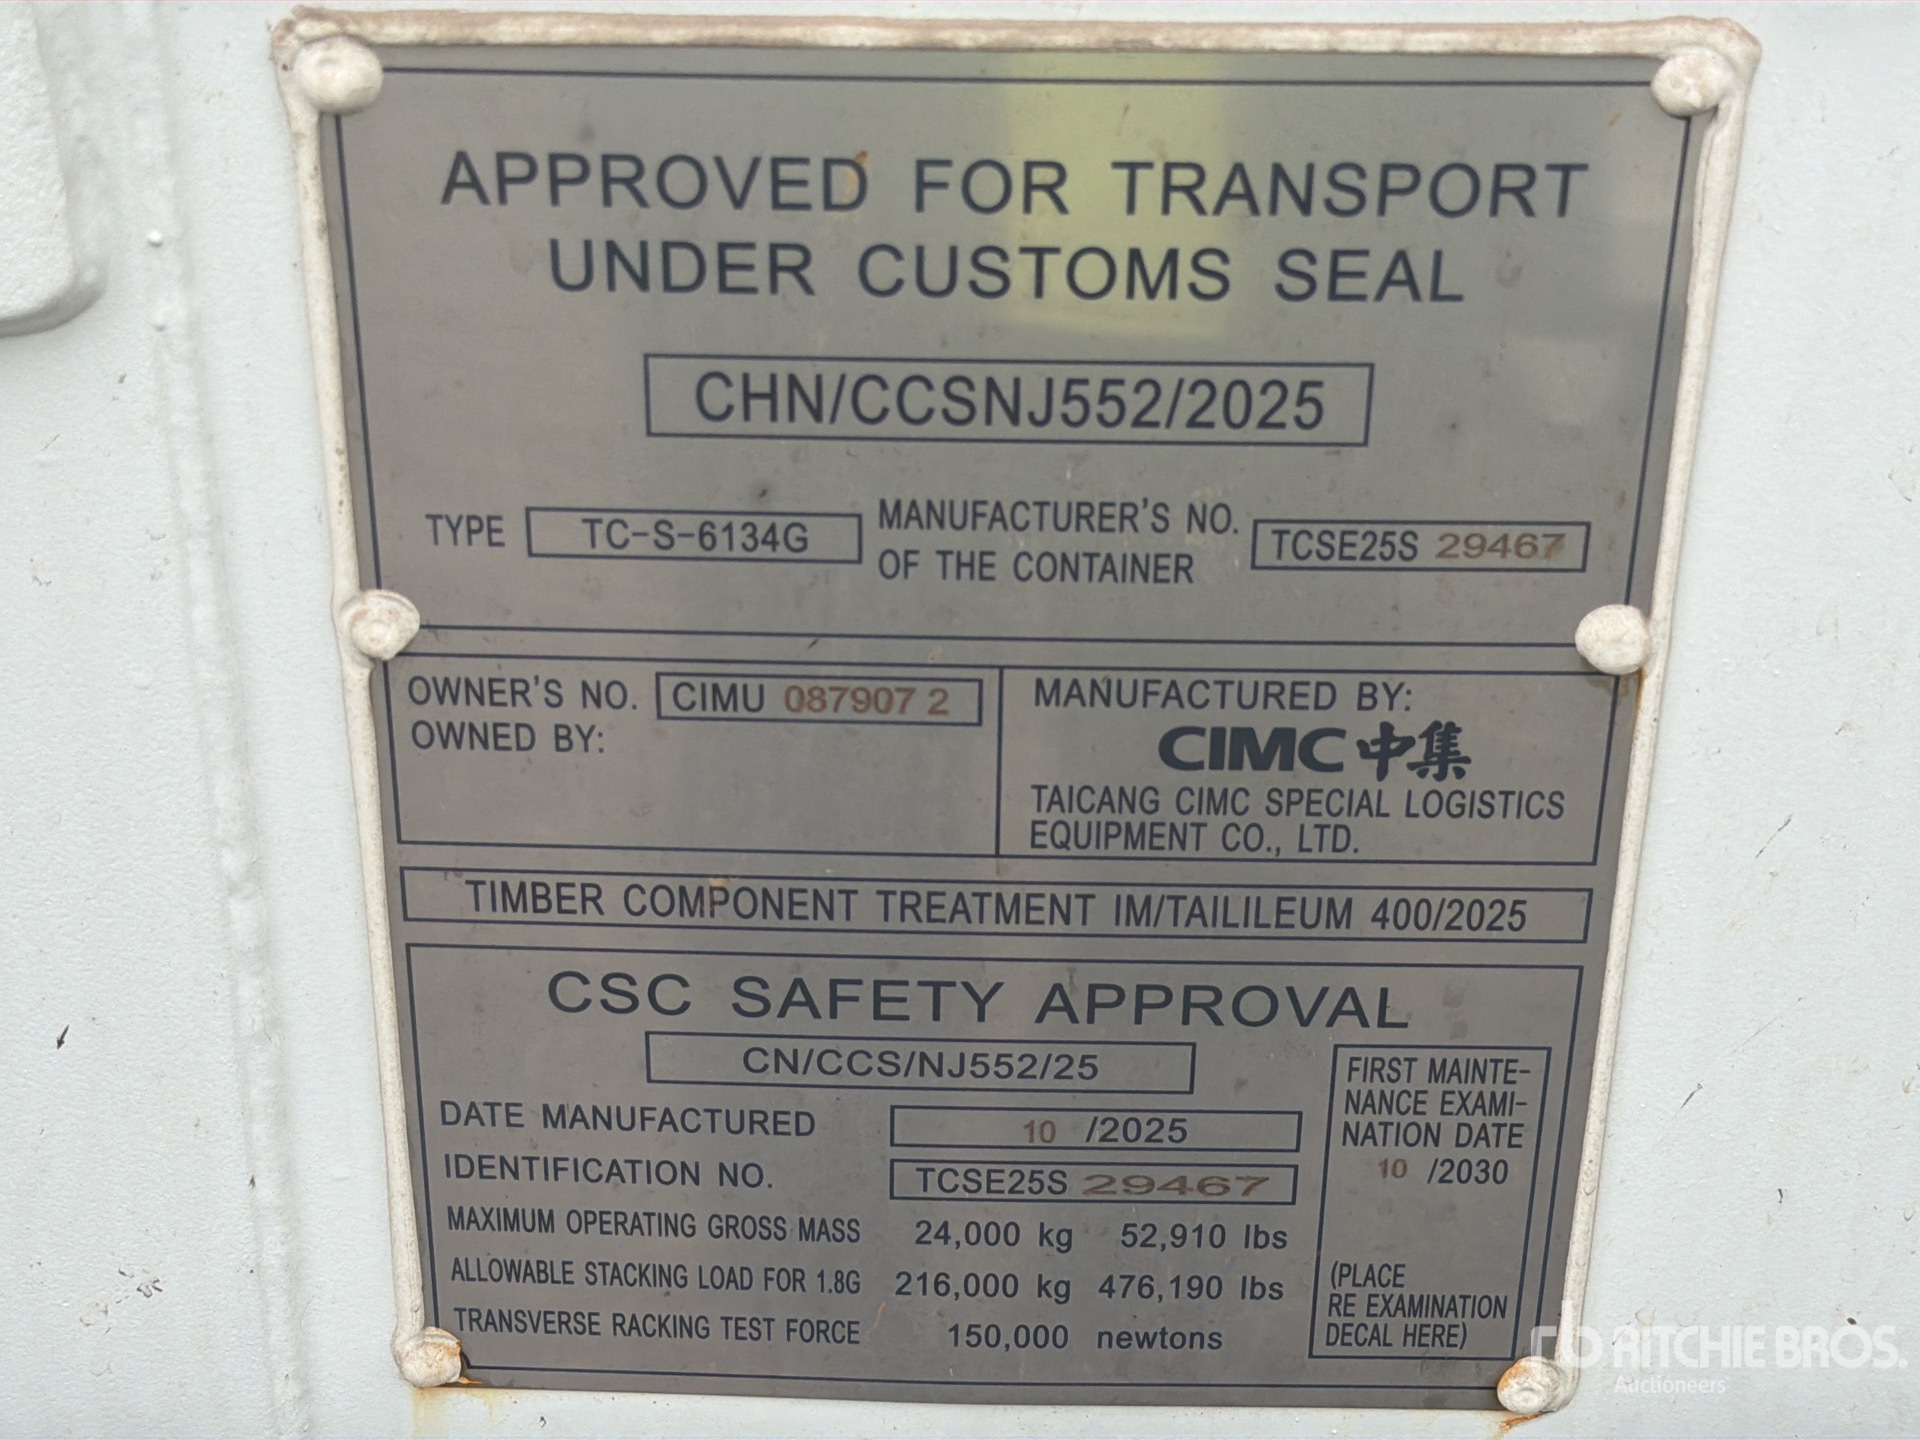 APPROVED FOR TRANSPORT
UNDER CUSTOMS SEAL
CHN/CCSNJ552/2025
TYPE TC-S-6134G MANUFACTURER'S NO. OF THE CONTAINER TCSE25S 29467
OWNER'S NO. CIMU 087907 2
OWNED BY:
MANUFACTURED BY:
CIMC 中集
TAICANG CIMC SPECIAL LOGISTICS
EQUIPMENT CO., LTD.
TIMBER COMPONENT TREATMENT IM/TAILILEUM 400/2025
CSC SAFETY APPROVAL
CN/CCS/NJ552/25
DATE MANUFACTURED 10 /2025
IDENTIFICATION NO. TCSE25S 29467
MAXIMUM OPERATING GROSS MASS 24,000 kg 52,910 lbs
ALLOWABLE STACKING LOAD FOR 1.8G 216,000 kg 476,190 lbs
TRANSVERSE RACKING TEST FORCE 150,000 newtons
FIRST MAINTE-
NANCE EXAMI-
NATION DATE
10 /2030
(PLACE
RE EXAMINATION
DECAL HERE)
RITCHIE BROS.
Auctioneers